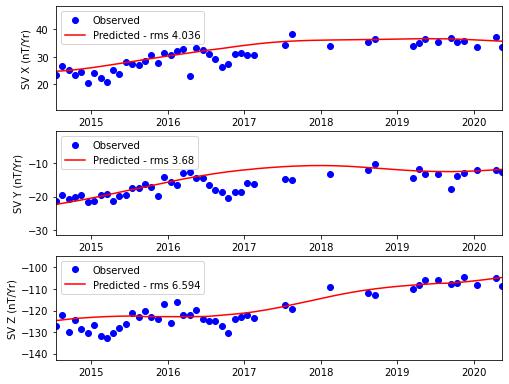 SV X (nT/Yr)
40
30
20
Observed
Predicted - rms 4.036
2015 2016 2017 2018 2019 2020
SV Y (nT/Yr)
−10
−20
−30
Observed
Predicted - rms 3.68
2015 2016 2017 2018 2019 2020
SV Z (nT/Yr)
−100
−110
−120
−130
−140
Observed
Predicted - rms 6.594
2015 2016 2017 2018 2019 2020